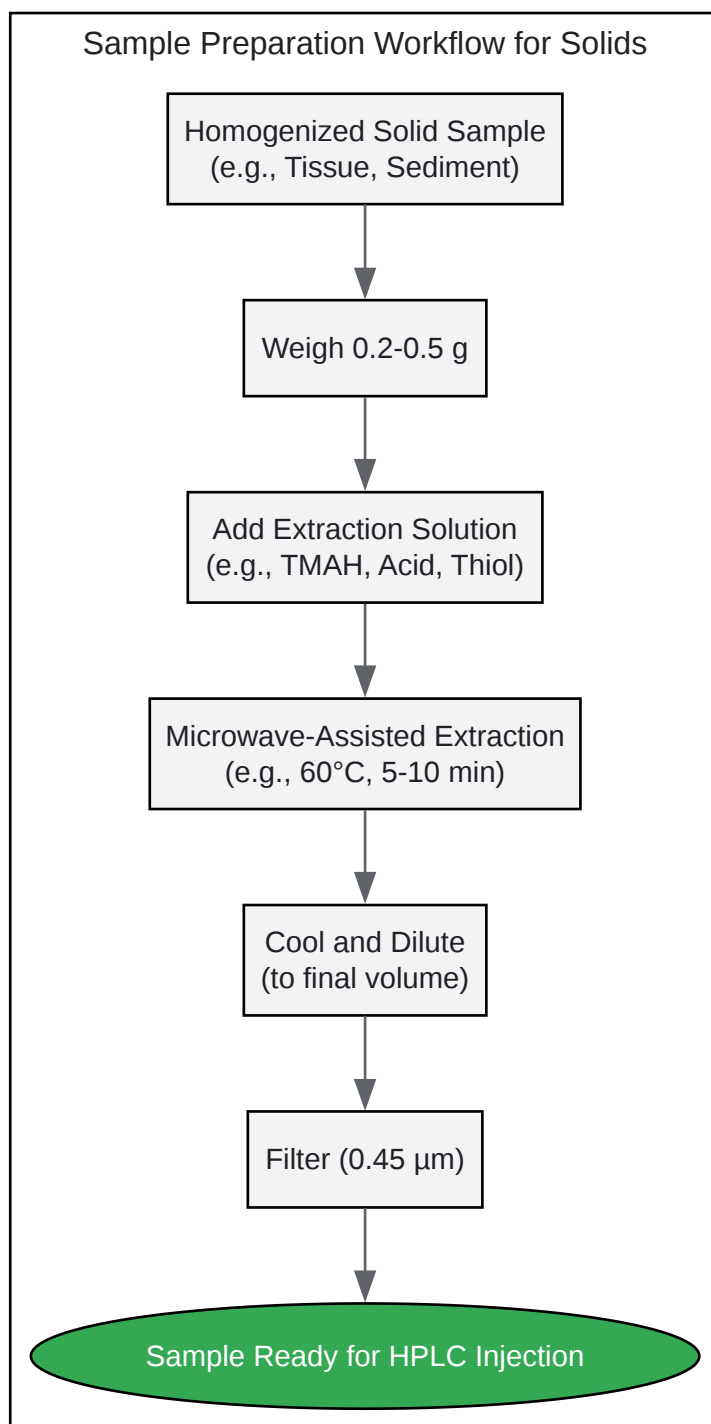 Sample Preparation Workflow for Solids
Homogenized Solid Sample
(e.g., Tissue, Sediment)
Weigh 0.2-0.5 g
Add Extraction Solution
(e.g., TMAH, Acid, Thiol)
Microwave-Assisted Extraction
(e.g., 60°C, 5-10 min)
Cool and Dilute
(to final volume)
Filter (0.45 µm)
Sample Ready for HPLC Injection